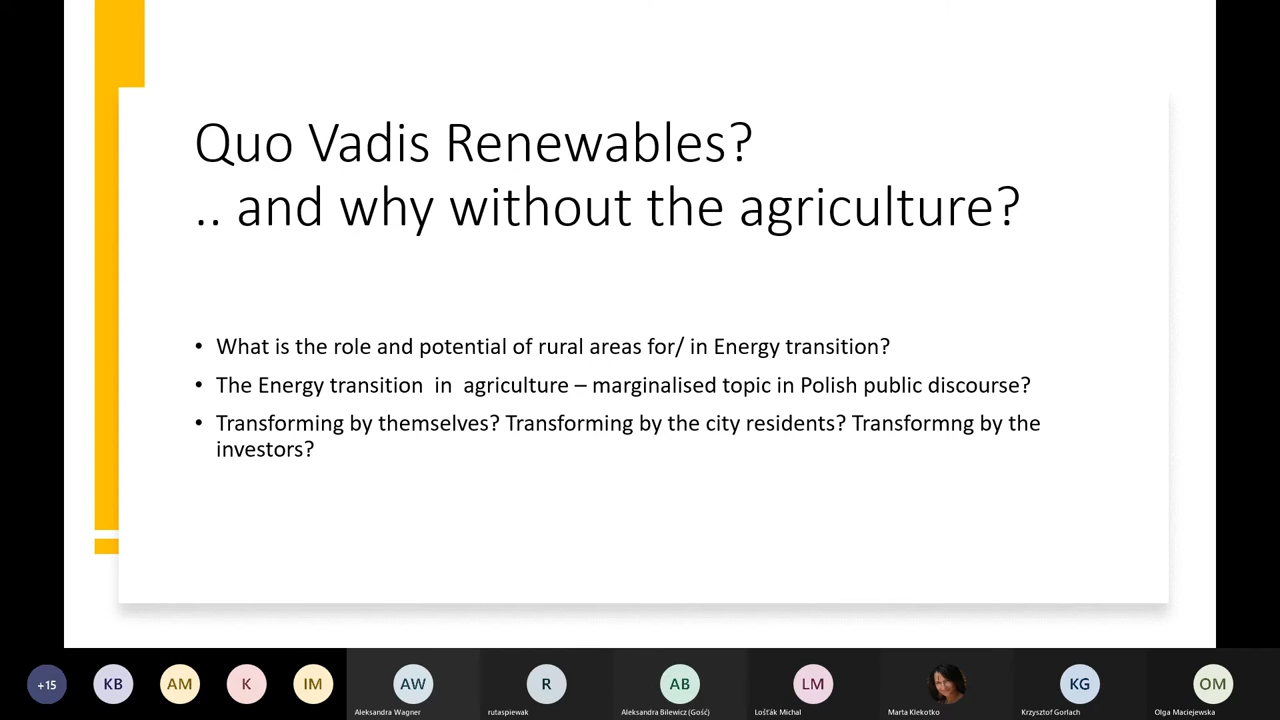 Quo Vadis Renewables?
.. and why without the agriculture?
• What is the role and potential of rural areas for/ in Energy transition?
• The Energy transition in agriculture – marginalised topic in Polish public discourse?
• Transforming by themselves? Transforming by the city residents? Transformng by the
investors?
+15
KB
AM
K
IM
AW
R
AB
LM
KG
OM
Aleksandra Wagner
rutaspiewak
Aleksandra Bilewicz (Gość)
Lošťák Michal
Marta Klekotko
Krzysztof Gorlach
Olga Maciejewska